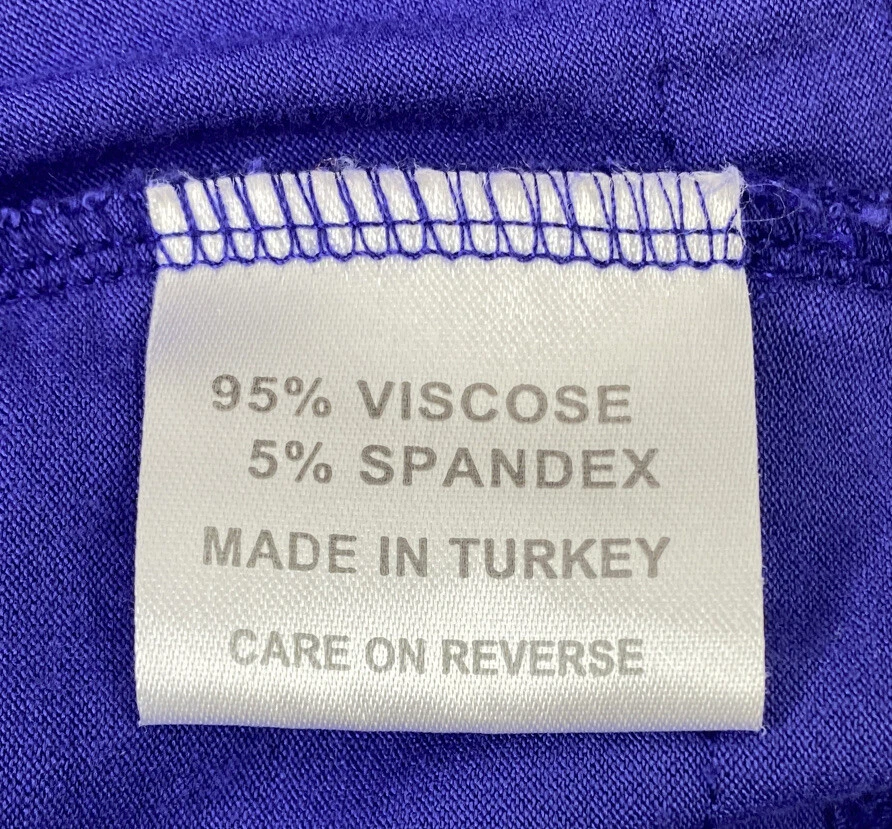 95% VISCOSE
5% SPANDEX
MADE IN TURKEY
CARE ON REVERSE